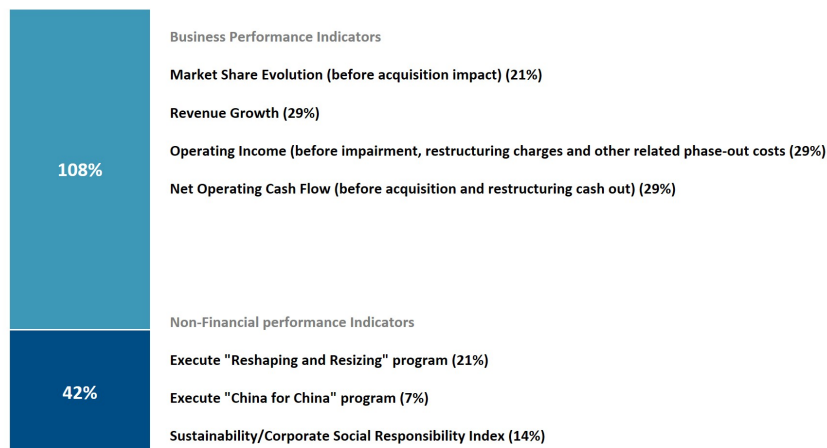 Business Performance Indicators
Market Share Evolution (before acquisition impact) (21%)
Revenue Growth (29%)
Operating Income (before impairment, restructuring charges and other related phase-out costs (29%)
108%
Net Operating Cash Flow (before acquisition and restructuring cash out) (29%)
Non-Financial performance Indicators
Execute "Reshaping and Resizing" program (21%)
42%
Execute "China for China" program (7%)
Sustainability/Corporate Social Responsibility Index (14%)